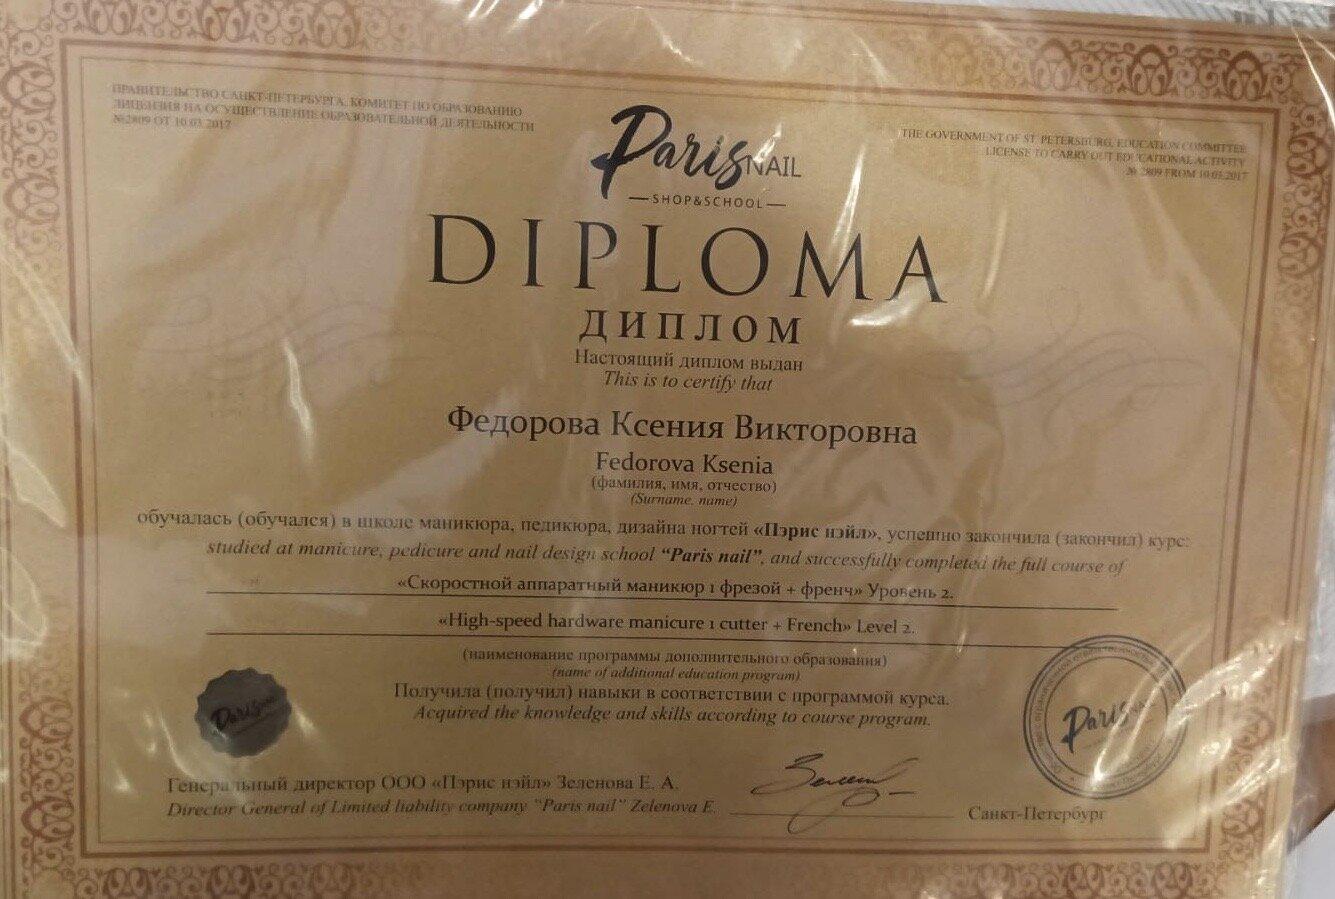 ПРАВИТЕЛЬСТВО САНКТ-ПЕТЕРБУРГА, КОМИТЕТ ПО ОБРАЗОВАНИЮ
ЛИЦЕНЗИЯ НА ОСУЩЕСТВЛЕНИЕ ОБРАЗОВАТЕЛЬНОЙ ДЕЯТЕЛЬНОСТИ
№2809 ОТ 10.03.2017
THE GOVERNMENT OF ST. PETERSBURG, EDUCATION COMMITTEE
LICENSE TO CARRY OUT EDUCATIONAL ACTIVITY
№ 2809 FROM 10.03.2017
Paris NAIL
SHOP&SCHOOL
DIPLOMA
ДИПЛОМ
Настоящий диплом выдан
This is to certify that
Федорова Ксения Викторовна
Fedorova Ksenia
(фамилия, имя, отчество)
(Surname, name)
обучалась (обучался) в школе маникюра, педикюра, дизайна ногтей «Пэрис нэйл», успешно закончила (закончил) курс:
studied at manicure, pedicure and nail design school “Paris nail”, and successfully completed the full course of
«Скоростной аппаратный маникюр 1 фрезой + френч» Уровень 2.
«High-speed hardware manicure 1 cutter + French» Level 2.
(наименование программы дополнительного образования)
(name of additional education program)
Получила (получил) навыки в соответствии с программой курса.
Acquired the knowledge and skills according to course program.
Paris
Paris NAIL
Генеральный директор ООО «Пэрис нэйл» Зеленова Е. А.
Director General of Limited liability company “Paris nail” Zelenova E.
Санкт-Петербург